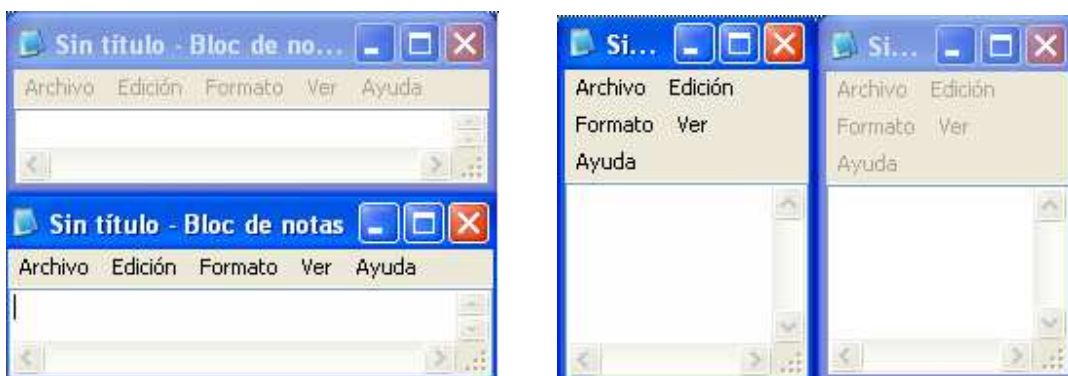 Sin título - Bloc de no...
Archivo Edición Formato Ver Ayuda
Sin título - Bloc de notas
Archivo Edición Formato Ver Ayuda
Si...
Archivo Edición
Formato Ver
Ayuda
Si...
Archivo Edición
Formato Ver
Ayuda